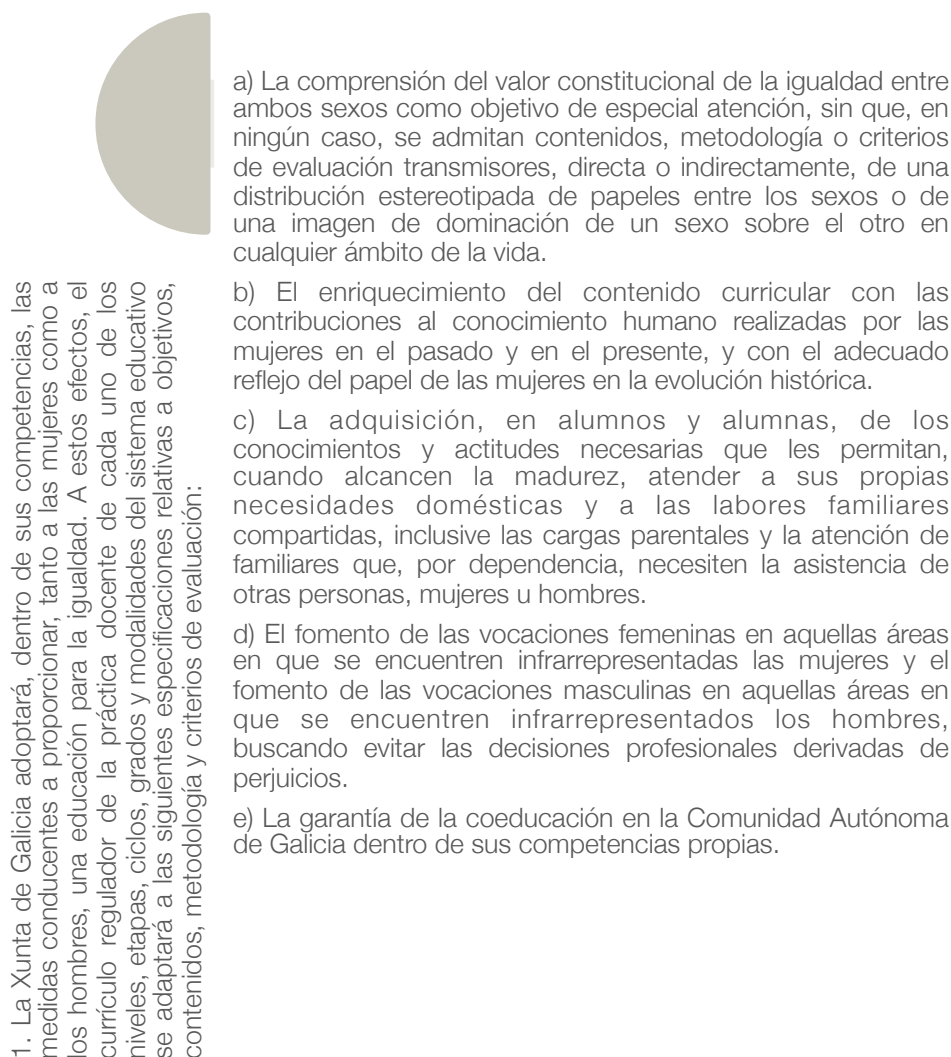 1. La Xunta de Galicia adoptará, dentro de sus competencias, las
medidas conducentes a proporcionar, tanto a las mujeres como a
los hombres, una educación para la igualdad. A estos efectos, el
currículo regulador de la práctica docente de cada uno de los
niveles, etapas, ciclos, grados y modalidades del sistema educativo
se adaptará a las siguientes especificaciones relativas a objetivos,
contenidos, metodología y criterios de evaluación:
a) La comprensión del valor constitucional de la igualdad entre
ambos sexos como objetivo de especial atención, sin que, en
ningún caso, se admitan contenidos, metodología o criterios
de evaluación transmisores, directa o indirectamente, de una
distribución estereotipada de papeles entre los sexos o de
una imagen de dominación de un sexo sobre el otro en
cualquier ámbito de la vida.
b) El enriquecimiento del contenido curricular con las
contribuciones al conocimiento humano realizadas por las
mujeres en el pasado y en el presente, y con el adecuado
reflejo del papel de las mujeres en la evolución histórica.
c) La adquisición, en alumnos y alumnas, de los
conocimientos y actitudes necesarias que les permitan,
cuando alcancen la madurez, atender a sus propias
necesidades domésticas y a las labores familiares
compartidas, inclusive las cargas parentales y la atención de
familiares que, por dependencia, necesiten la asistencia de
otras personas, mujeres u hombres.
d) El fomento de las vocaciones femeninas en aquellas áreas
en que se encuentren infrarrepresentadas las mujeres y el
fomento de las vocaciones masculinas en aquellas áreas en
que se encuentren infrarrepresentados los hombres,
buscando evitar las decisiones profesionales derivadas de
perjuicios.
e) La garantía de la coeducación en la Comunidad Autónoma
de Galicia dentro de sus competencias propias.